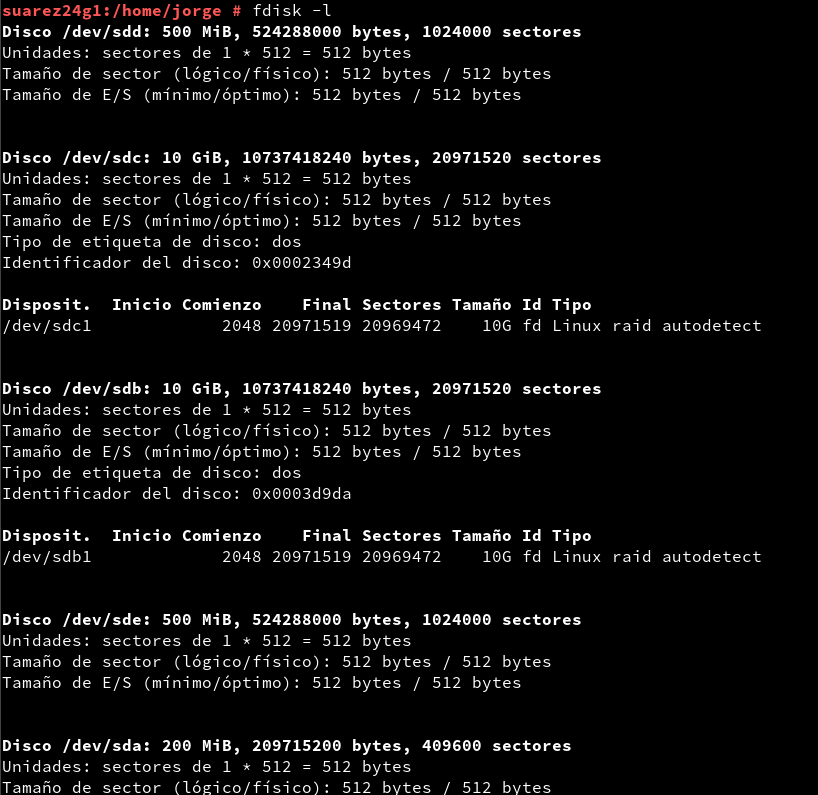 suarez24g1:/home/jorge # fdisk -l
Disco /dev/sdd: 500 MiB, 524288000 bytes, 1024000 sectores
Unidades: sectores de 1 * 512 = 512 bytes
Tamaño de sector (lógico/físico): 512 bytes / 512 bytes
Tamaño de E/S (mínimo/óptimo): 512 bytes / 512 bytes
Disco /dev/sdc: 10 GiB, 10737418240 bytes, 20971520 sectores
Unidades: sectores de 1 * 512 = 512 bytes
Tamaño de sector (lógico/físico): 512 bytes / 512 bytes
Tamaño de E/S (mínimo/óptimo): 512 bytes / 512 bytes
Tipo de etiqueta de disco: dos
Identificador del disco: 0x0002349d
Disposit.  Inicio Comienzo    Final Sectores Tamaño Id Tipo
/dev/sdc1             2048 20971519 20969472    10G fd Linux raid autodetect
Disco /dev/sdb: 10 GiB, 10737418240 bytes, 20971520 sectores
Unidades: sectores de 1 * 512 = 512 bytes
Tamaño de sector (lógico/físico): 512 bytes / 512 bytes
Tamaño de E/S (mínimo/óptimo): 512 bytes / 512 bytes
Tipo de etiqueta de disco: dos
Identificador del disco: 0x0003d9da
Disposit.  Inicio Comienzo    Final Sectores Tamaño Id Tipo
/dev/sdb1             2048 20971519 20969472    10G fd Linux raid autodetect
Disco /dev/sde: 500 MiB, 524288000 bytes, 1024000 sectores
Unidades: sectores de 1 * 512 = 512 bytes
Tamaño de sector (lógico/físico): 512 bytes / 512 bytes
Tamaño de E/S (mínimo/óptimo): 512 bytes / 512 bytes
Disco /dev/sda: 200 MiB, 209715200 bytes, 409600 sectores
Unidades: sectores de 1 * 512 = 512 bytes
Tamaño de sector (lógico/físico): 512 bytes / 512 bytes